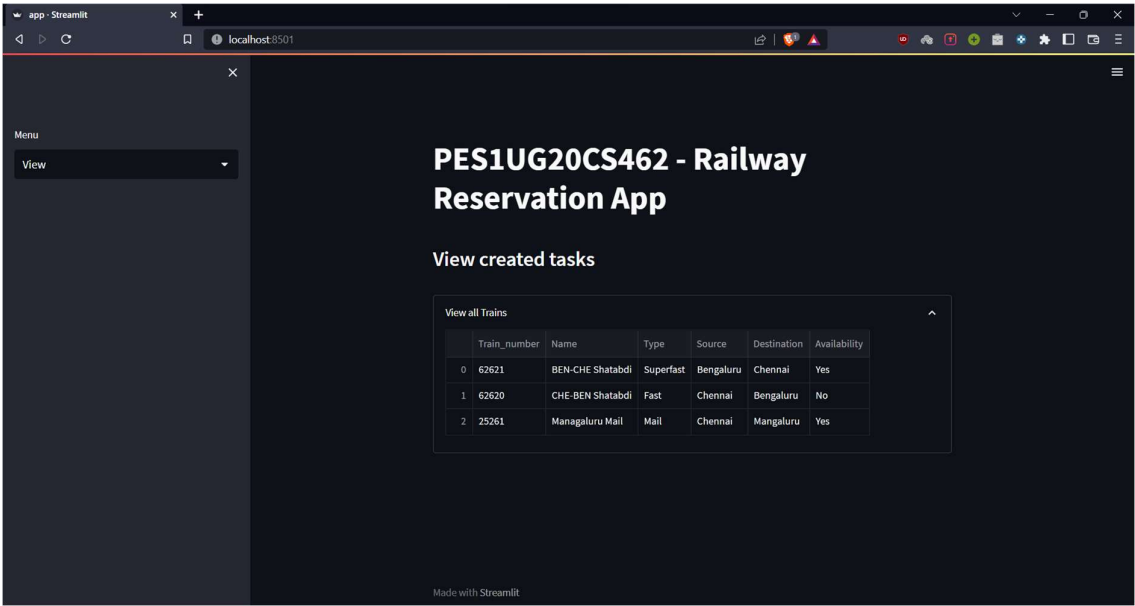 app · Streamlit
localhost:8501
Menu
View
PES1UG20CS462 - Railway
Reservation App
View created tasks
View all Trains
Train_number Name Type Source Destination Availability
0 62621 BEN-CHE Shatabdi Superfast Bengaluru Chennai Yes
1 62620 CHE-BEN Shatabdi Fast Chennai Bengaluru No
2 25261 Managaluru Mail Mail Chennai Mangaluru Yes
Made with Streamlit